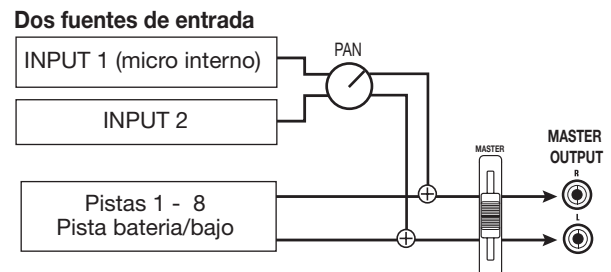 Dos fuentes de entrada
INPUT 1 (micro interno)
PAN
INPUT 2
MASTER
MASTER
OUTPUT
R
Pistas 1 - 8
Pista bateria/bajo
L